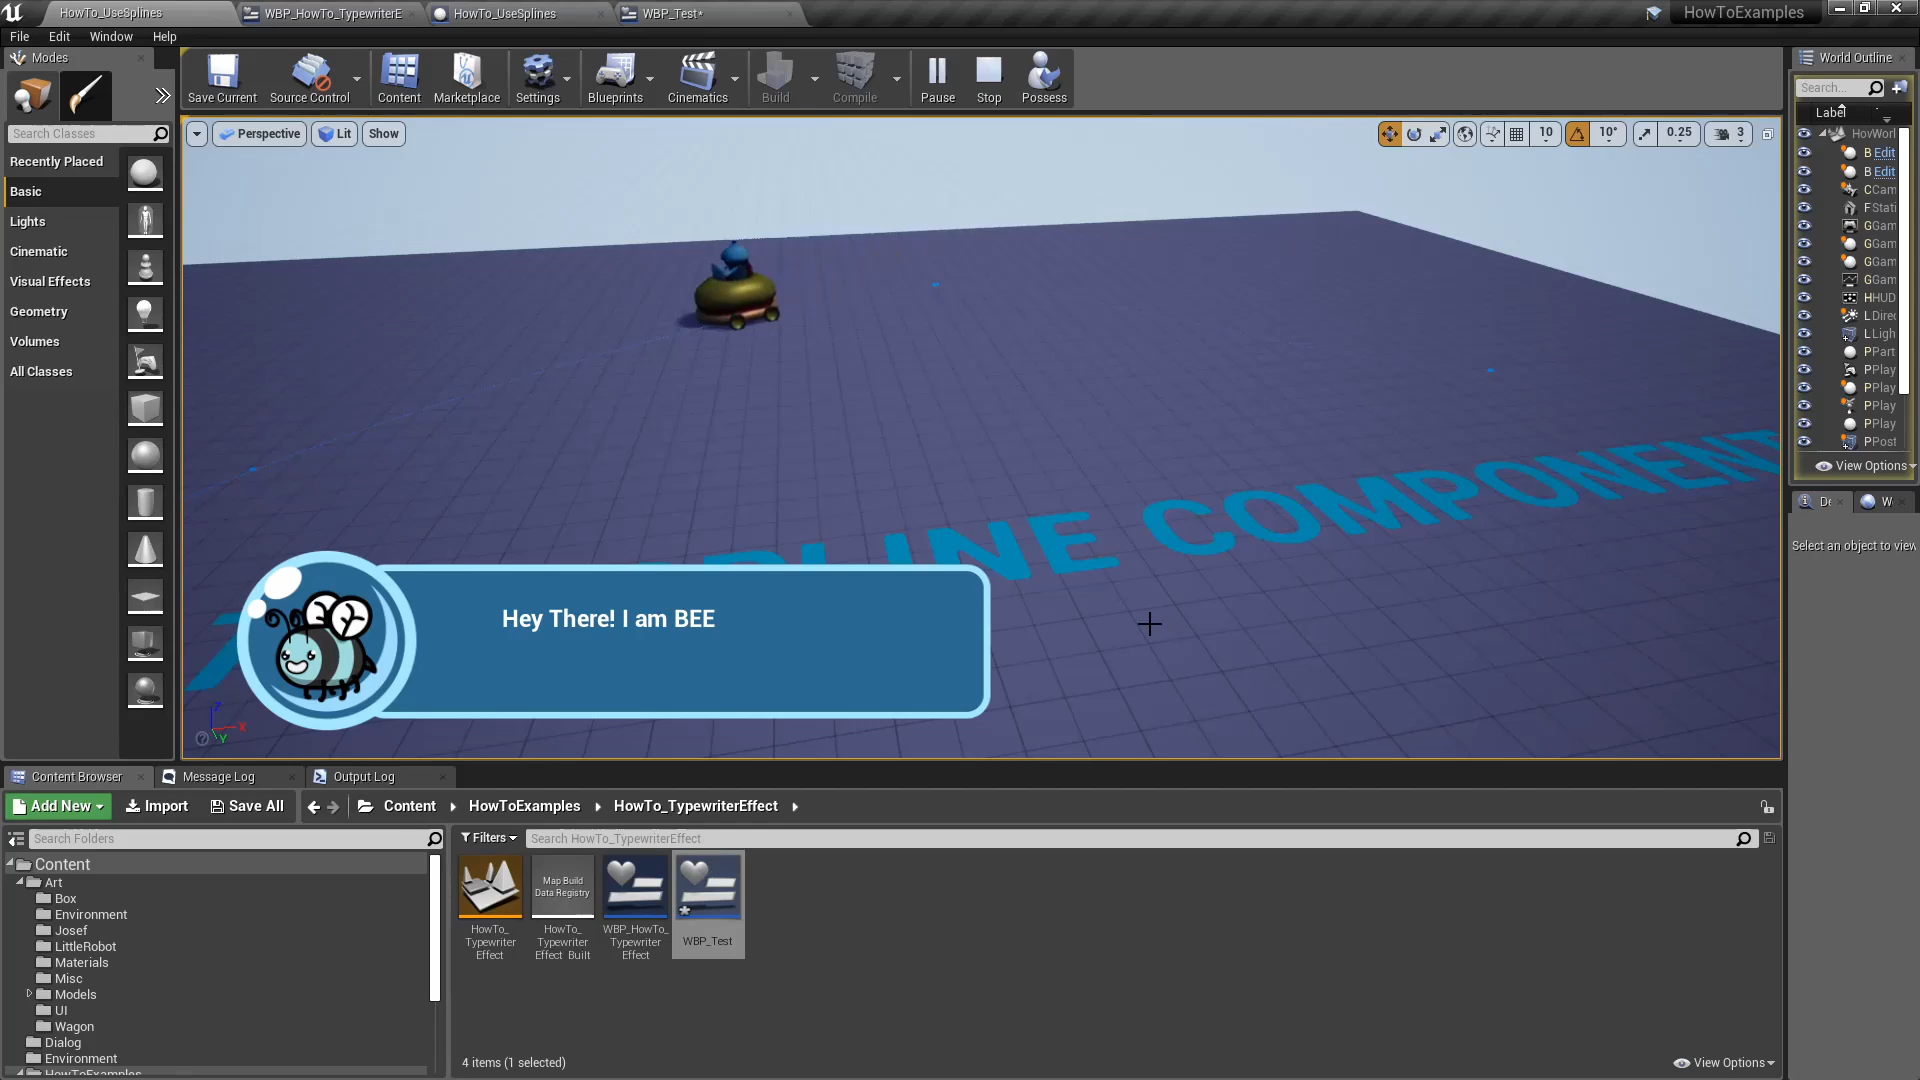 HowTo_UseSplines
WBP_HowTo_TypewriterE
HowTo_UseSplines
WBP_Test*
HowToExamples
File
Edit
Window
Help
Modes
Save Current
Source Control
Content
Marketplace
Settings
Blueprints
Cinematics
Build
Compile
Pause
Stop
Possess
World Outline
Search...
Label
Search Classes
Perspective
Lit
Show
10
10°
0.25
3
HovWorl
Recently Placed
Basic
Lights
Cinematic
Visual Effects
Geometry
Volumes
All Classes
B Edit
B Edit
CCam
FStati
GGam
GGam
GGam
GGam
HHUD
LDirec
LLigh
PPart
PPlay
PPlay
PPlay
PPlay
PPost
View Options
De
W
Select an object to view
COMPONENT
Hey There! I am BEE
Z
X
Y
Content Browser
Message Log
Output Log
Add New
Import
Save All
Content
HowToExamples
HowTo_TypewriterEffect
Search Folders
Filters
Search HowTo_TypewriterEffect
Content
Art
Box
Environment
Josef
LittleRobot
Materials
Misc
Models
UI
Wagon
Dialog
Environment
HowToExamples
Map Build
Data Registry
HowTo_
Typewriter
Effect
HowTo_
Typewriter
Effect_Built
WBP_HowTo_
Typewriter
Effect
WBP_Test
4 items (1 selected)
View Options